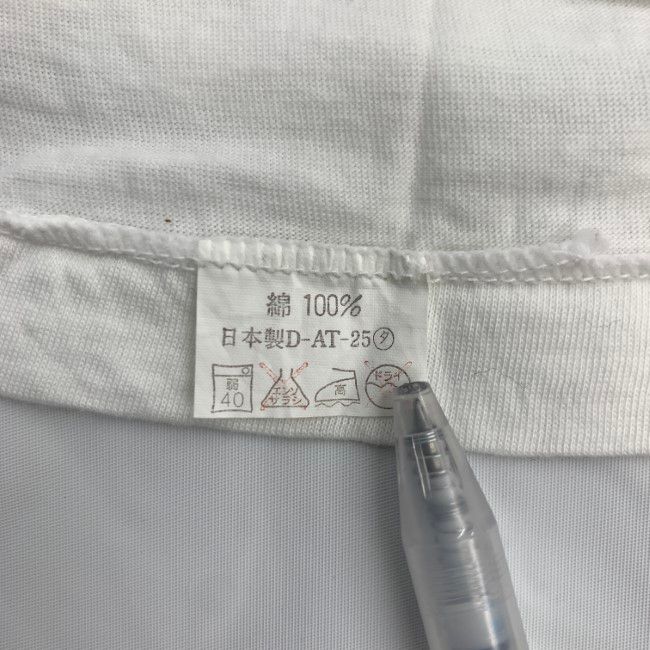 綿 100%
日本製D-AT-25㋟
弱 エンソ 高 ドライ
40 サラシ